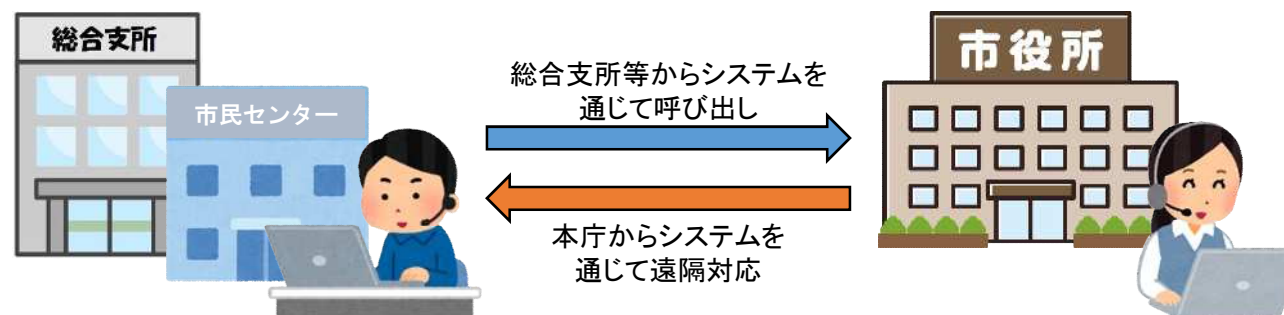 総合支所
市民センター
総合支所等からシステムを
通じて呼び出し
本庁からシステムを
通じて遠隔対応
市役所